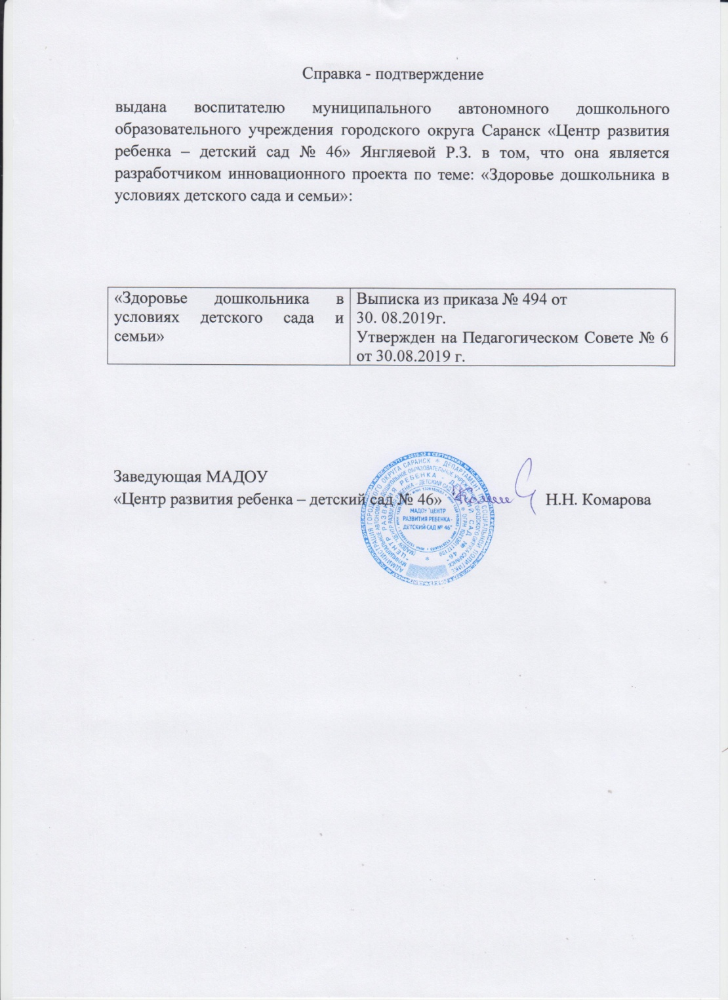 Справка - подтверждение
выдана воспитателю муниципального автономного дошкольного
образовательного учреждения городского округа Саранск «Центр развития
ребенка – детский сад № 46» Янгляевой Р.З. в том, что она является
разработчиком инновационного проекта по теме: «Здоровье дошкольника в
условиях детского сада и семьи»:
«Здоровье дошкольника в
условиях детского сада и
семьи»
Выписка из приказа № 494 от
30. 08.2019г.
Утвержден на Педагогическом Совете № 6
от 30.08.2019 г.
Заведующая МАДОУ
«Центр развития ребенка – детский сад № 46»
Н.Н. Комарова
МАДОУ "ЦЕНТР
РАЗВИТИЯ РЕБЕНКА -
ДЕТСКИЙ САД № 46"